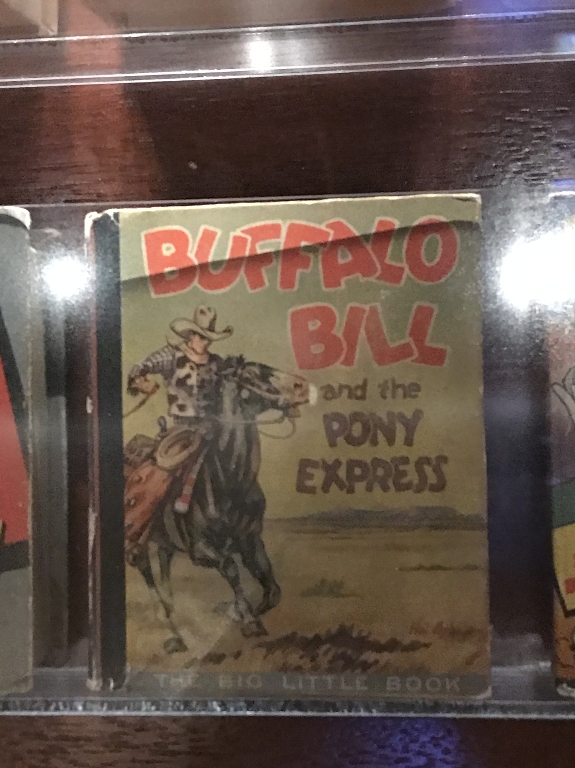 BUFFALO
BILL
and the
PONY
EXPRESS
THE BIG LITTLE BOOK